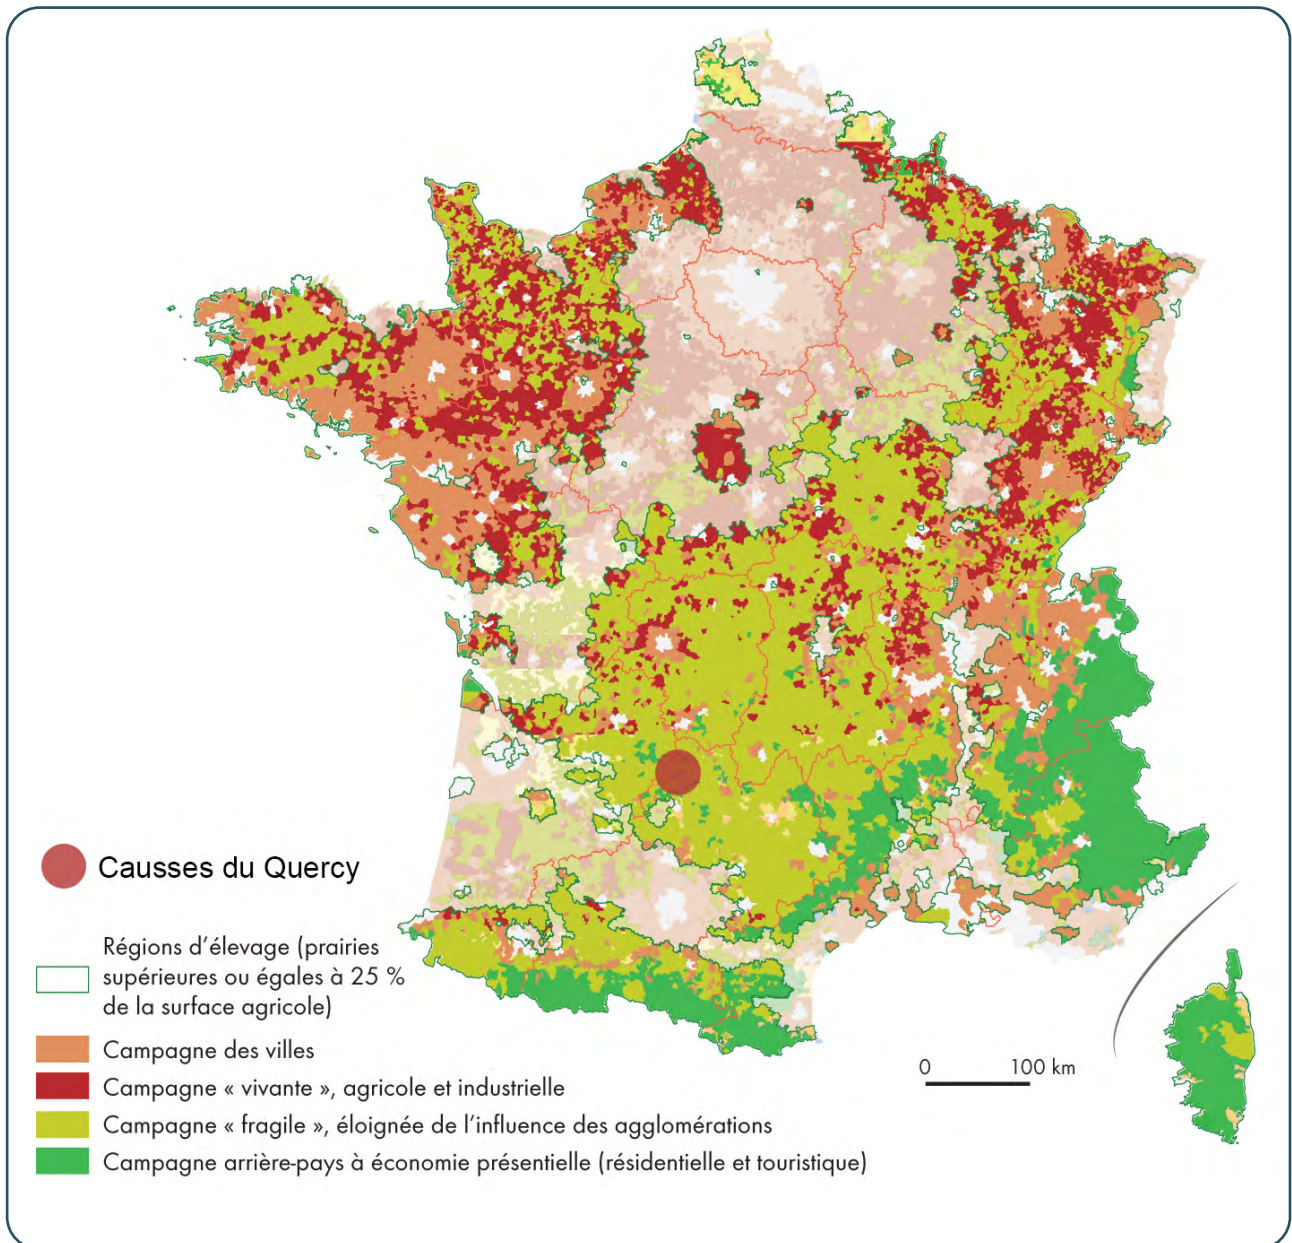 Causses du Quercy
Régions d’élevage (prairies
supérieures ou égales à 25 %
de la surface agricole)
Campagne des villes
Campagne « vivante », agricole et industrielle
Campagne « fragile », éloignée de l’influence des agglomérations
Campagne arrière-pays à économie présentielle (résidentielle et touristique)
0 100 km